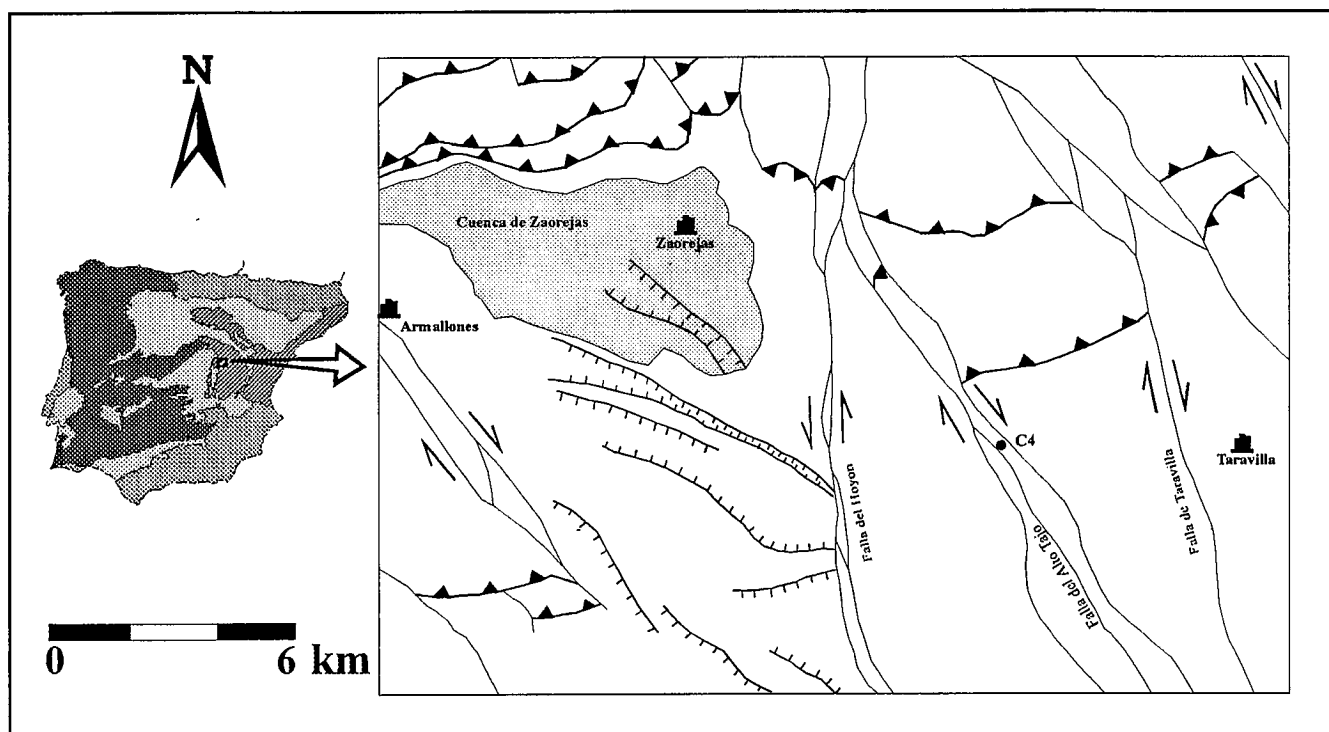 N
Cuenca de Zaorejas
Zaorejas
Armallones
C4
Taravilla
Falla del Hoyon
Falla del Alto Tajo
Falla de Taravilla
0
6 km